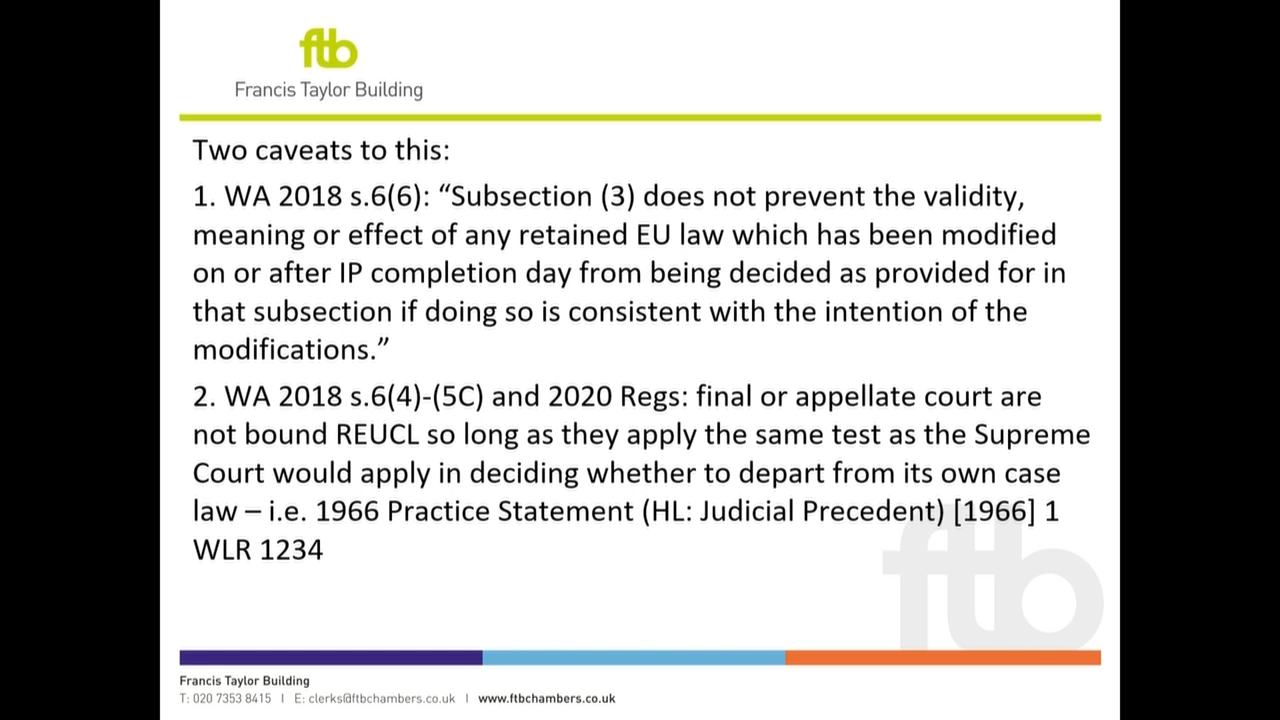 ftb
Francis Taylor Building
Two caveats to this:
1. WA 2018 s.6(6): “Subsection (3) does not prevent the validity,
meaning or effect of any retained EU law which has been modified
on or after IP completion day from being decided as provided for in
that subsection if doing so is consistent with the intention of the
modifications.”
2. WA 2018 s.6(4)-(5C) and 2020 Regs: final or appellate court are
not bound REUCL so long as they apply the same test as the Supreme
Court would apply in deciding whether to depart from its own case
law – i.e. 1966 Practice Statement (HL: Judicial Precedent) [1966] 1
WLR 1234
ftb
Francis Taylor Building
T: 020 7353 8415 I E: clerks@ftbchambers.co.uk I www.ftbchambers.co.uk